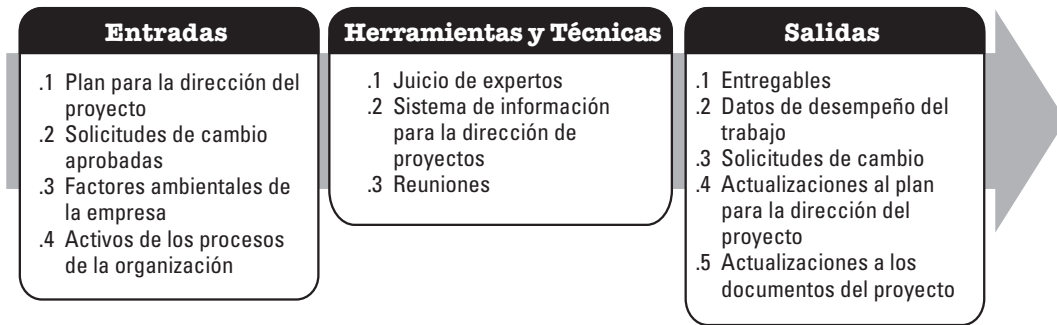 Entradas
.1 Plan para la dirección del
proyecto
.2 Solicitudes de cambio
aprobadas
.3 Factores ambientales de
la empresa
.4 Activos de los procesos
de la organización
Herramientas y Técnicas
.1 Juicio de expertos
.2 Sistema de información
para la dirección de
proyectos
.3 Reuniones
Salidas
.1 Entregables
.2 Datos de desempeño del
trabajo
.3 Solicitudes de cambio
.4 Actualizaciones al plan
para la dirección del
proyecto
.5 Actualizaciones a los
documentos del proyecto